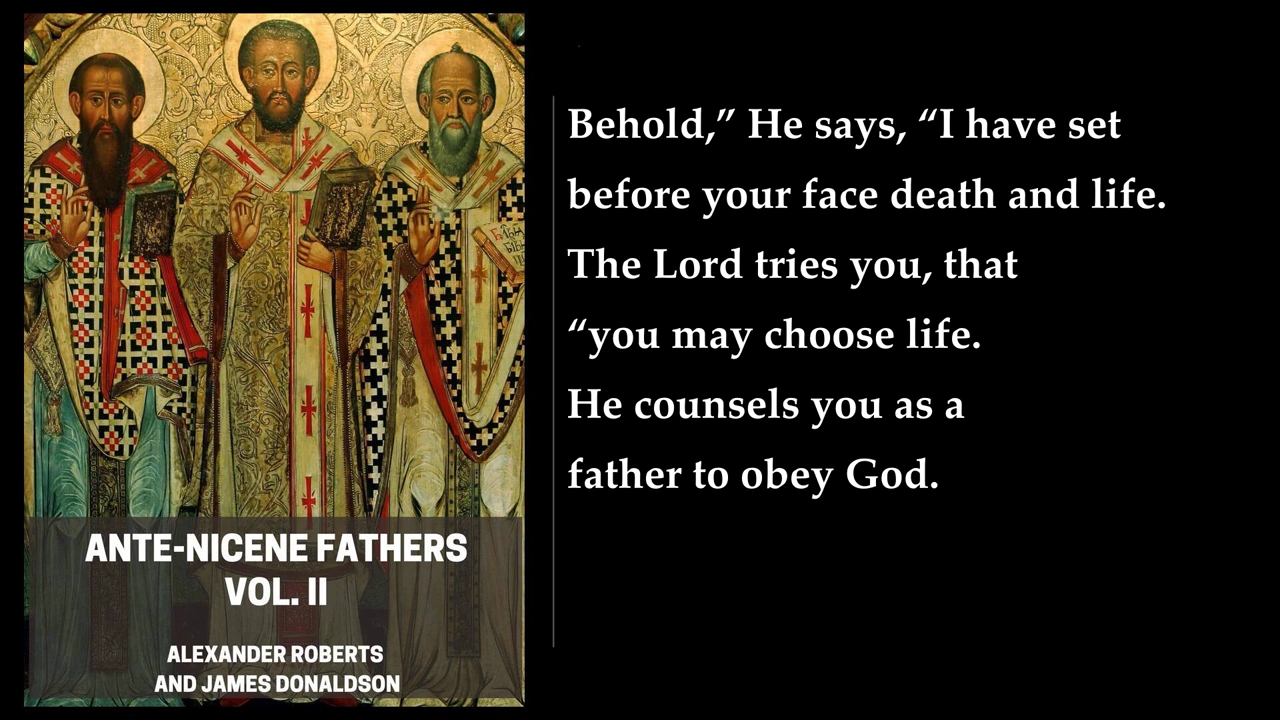 Behold,” He says, “I have set
before your face death and life.
The Lord tries you, that
“you may choose life.
He counsels you as a
father to obey God.
ANTE-NICENE FATHERS
VOL. II
ALEXANDER ROBERTS
AND JAMES DONALDSON